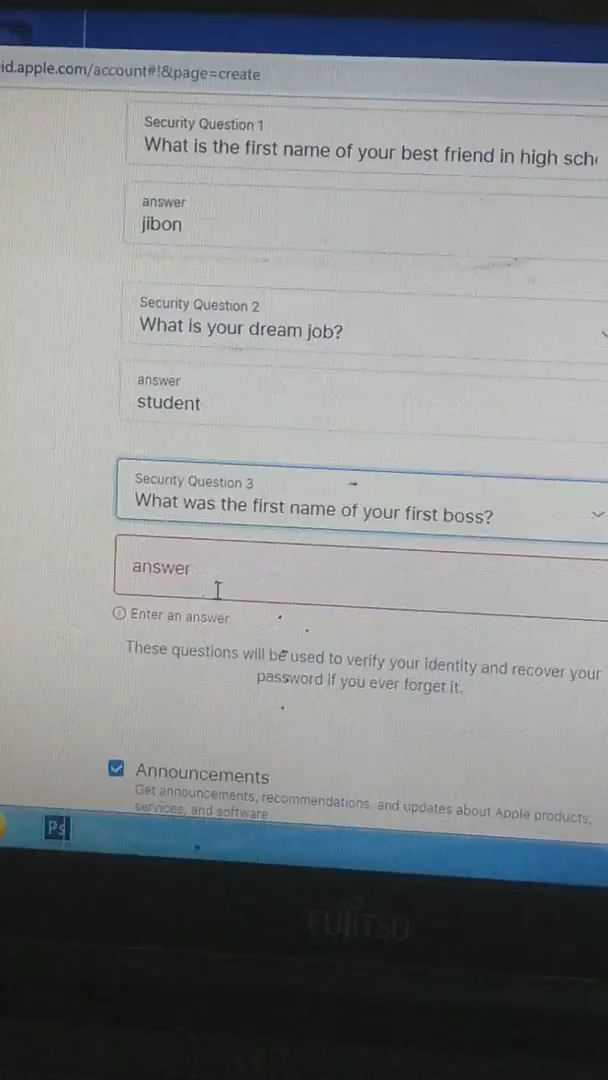 id.apple.com/account#!&page=create
Security Question 1
What is the first name of your best friend in high scho
answer
jibon
Security Question 2
What is your dream job?
answer
student
Security Question 3
What was the first name of your first boss?
answer
Enter an answer
These questions will be used to verify your identity and recover your
password if you ever forget it.
Announcements
Get announcements, recommendations, and updates about Apple products,
services, and software
Ps
FUJITSU